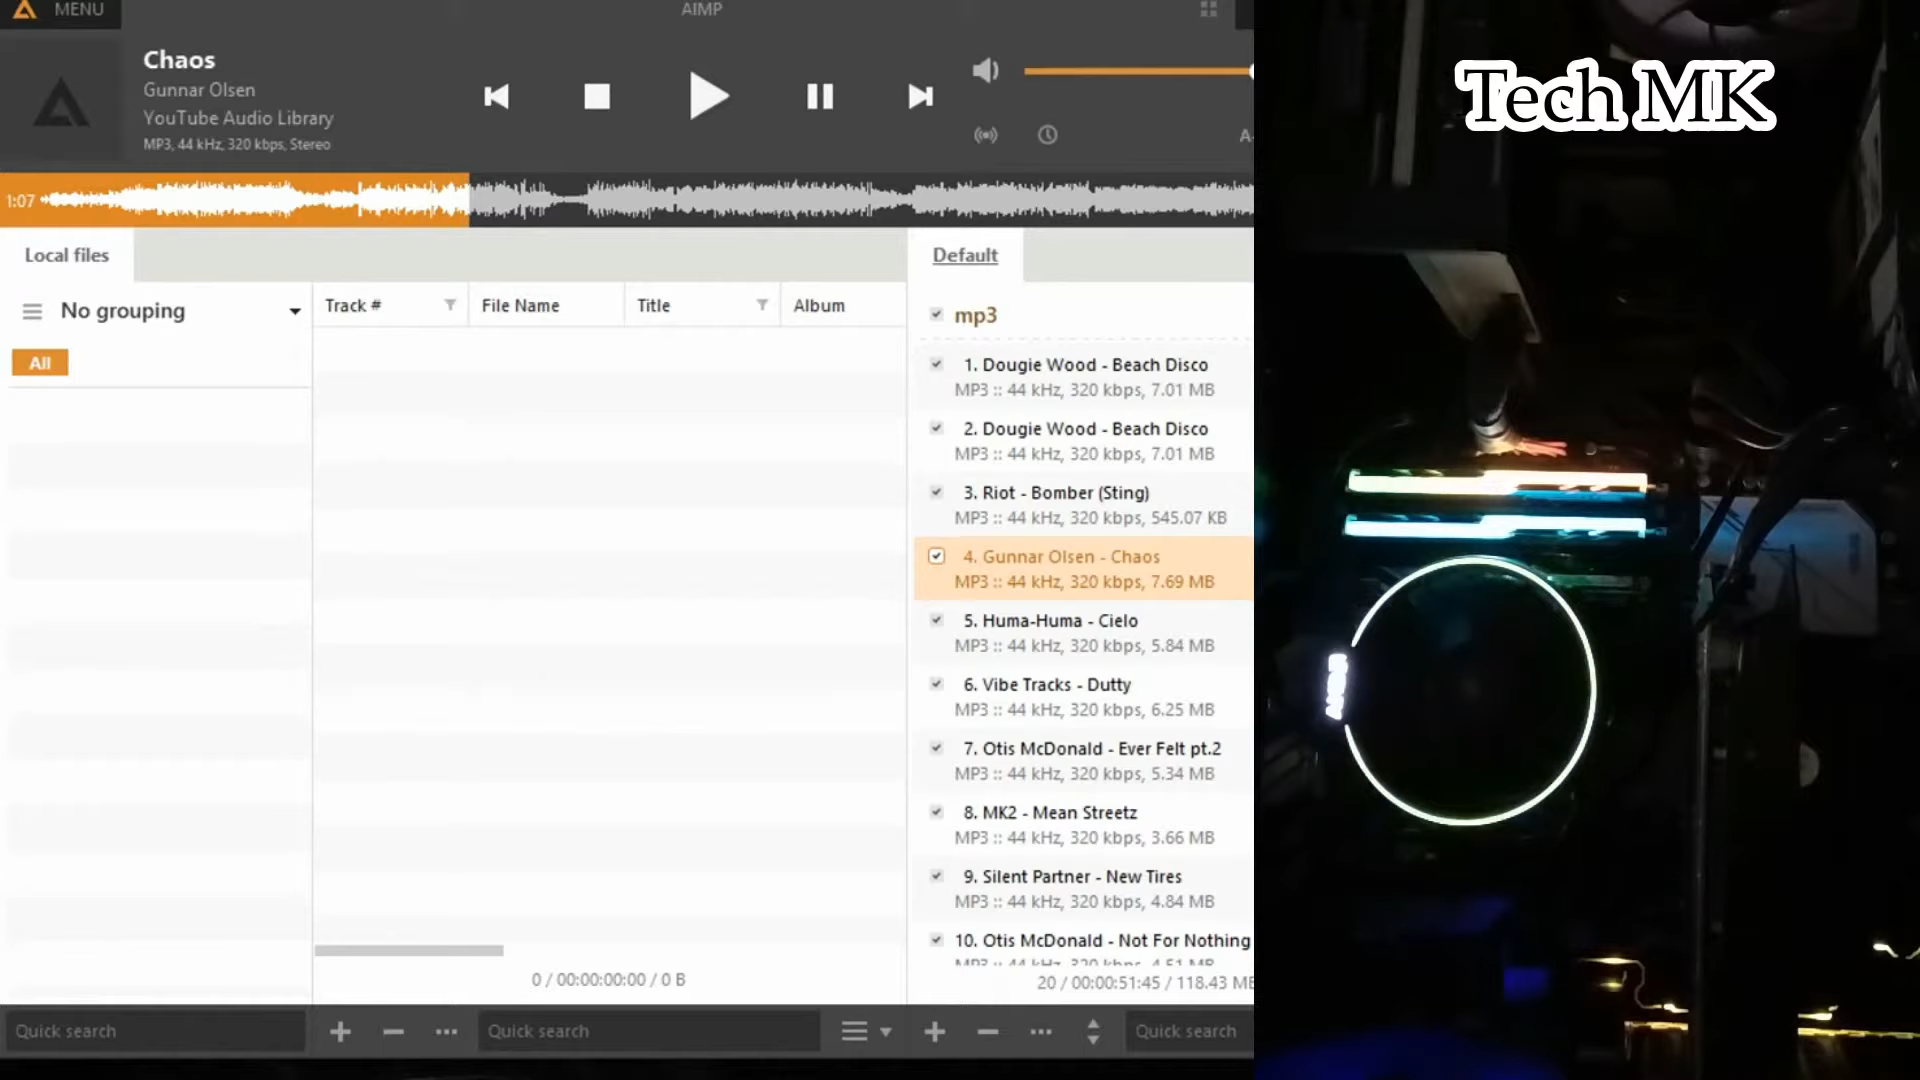 MENU
AIMP
Chaos
Gunnar Olsen
YouTube Audio Library
MP3, 44 kHz, 320 kbps, Stereo
1:07
Local files
No grouping
All
Track #
File Name
Title
Album
0 / 00:00:00:00 / 0 B
Default
mp3
1. Dougie Wood - Beach Disco
MP3 :: 44 kHz, 320 kbps, 7.01 MB
2. Dougie Wood - Beach Disco
MP3 :: 44 kHz, 320 kbps, 7.01 MB
3. Riot - Bomber (Sting)
MP3 :: 44 kHz, 320 kbps, 545.07 KB
4. Gunnar Olsen - Chaos
MP3 :: 44 kHz, 320 kbps, 7.69 MB
5. Huma-Huma - Cielo
MP3 :: 44 kHz, 320 kbps, 5.84 MB
6. Vibe Tracks - Dutty
MP3 :: 44 kHz, 320 kbps, 6.25 MB
7. Otis McDonald - Ever Felt pt.2
MP3 :: 44 kHz, 320 kbps, 5.34 MB
8. MK2 - Mean Streetz
MP3 :: 44 kHz, 320 kbps, 3.66 MB
9. Silent Partner - New Tires
MP3 :: 44 kHz, 320 kbps, 4.84 MB
10. Otis McDonald - Not For Nothing
MP3 :: 44 kHz, 320 kbps, 4.51 MB
20 / 00:00:51:45 / 118.43 MB
Quick search
Quick search
Quick search
Tech MK